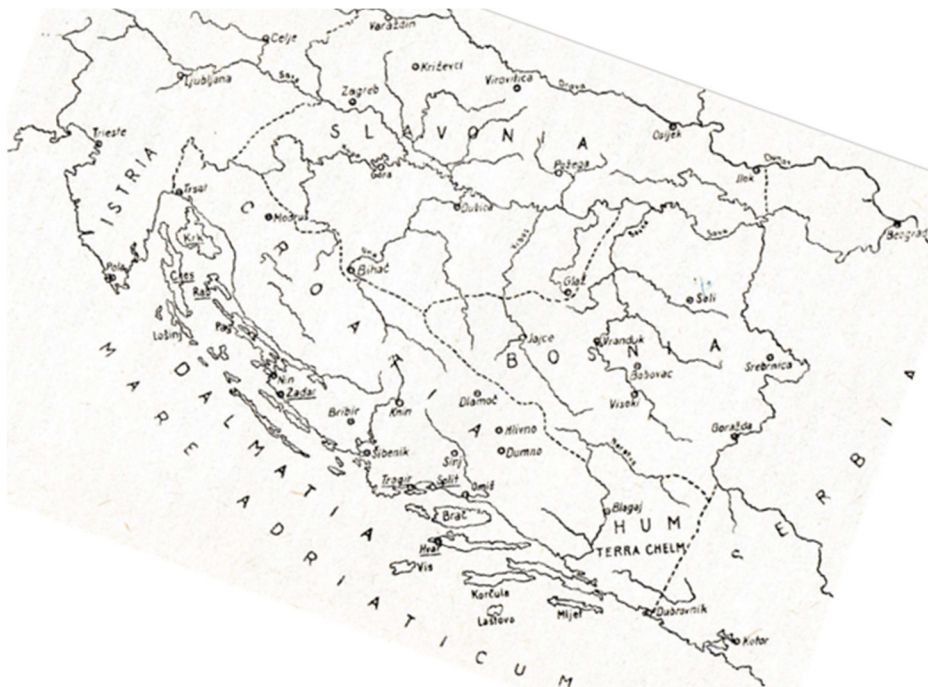 Varaždin
Celje
Križevci
Ljubljana
Sava
Virovitica
Drava
Zagreb
SLAVONIA
Osijek
Trieste
Požega
Ilok
Gora
ISTRIA
Trsat
Dubica
Modruš
Sava
Beograd
Krk
CROATIA
Pola
Bihać
Glaž
Cres
Rab
Soli
Lošinj
Pag
Jajce
Vranduk
BOSNIA
Srebrnica
Bobovac
Nin
Zadar
Dlamoč
Visoki
Bribir
Knin
Hlivno
Goražda
SERBIA
Šibenik
Sinj
Dumno
Neretva
DALMATIA
Trogir
Split
Omiš
Blagaj
Brač
HUM
TERRA CHELM
Hvar
Vis
Korčula
Lastovo
Mljet
Dubrovnik
Kotor
MARE ADRIATICUM